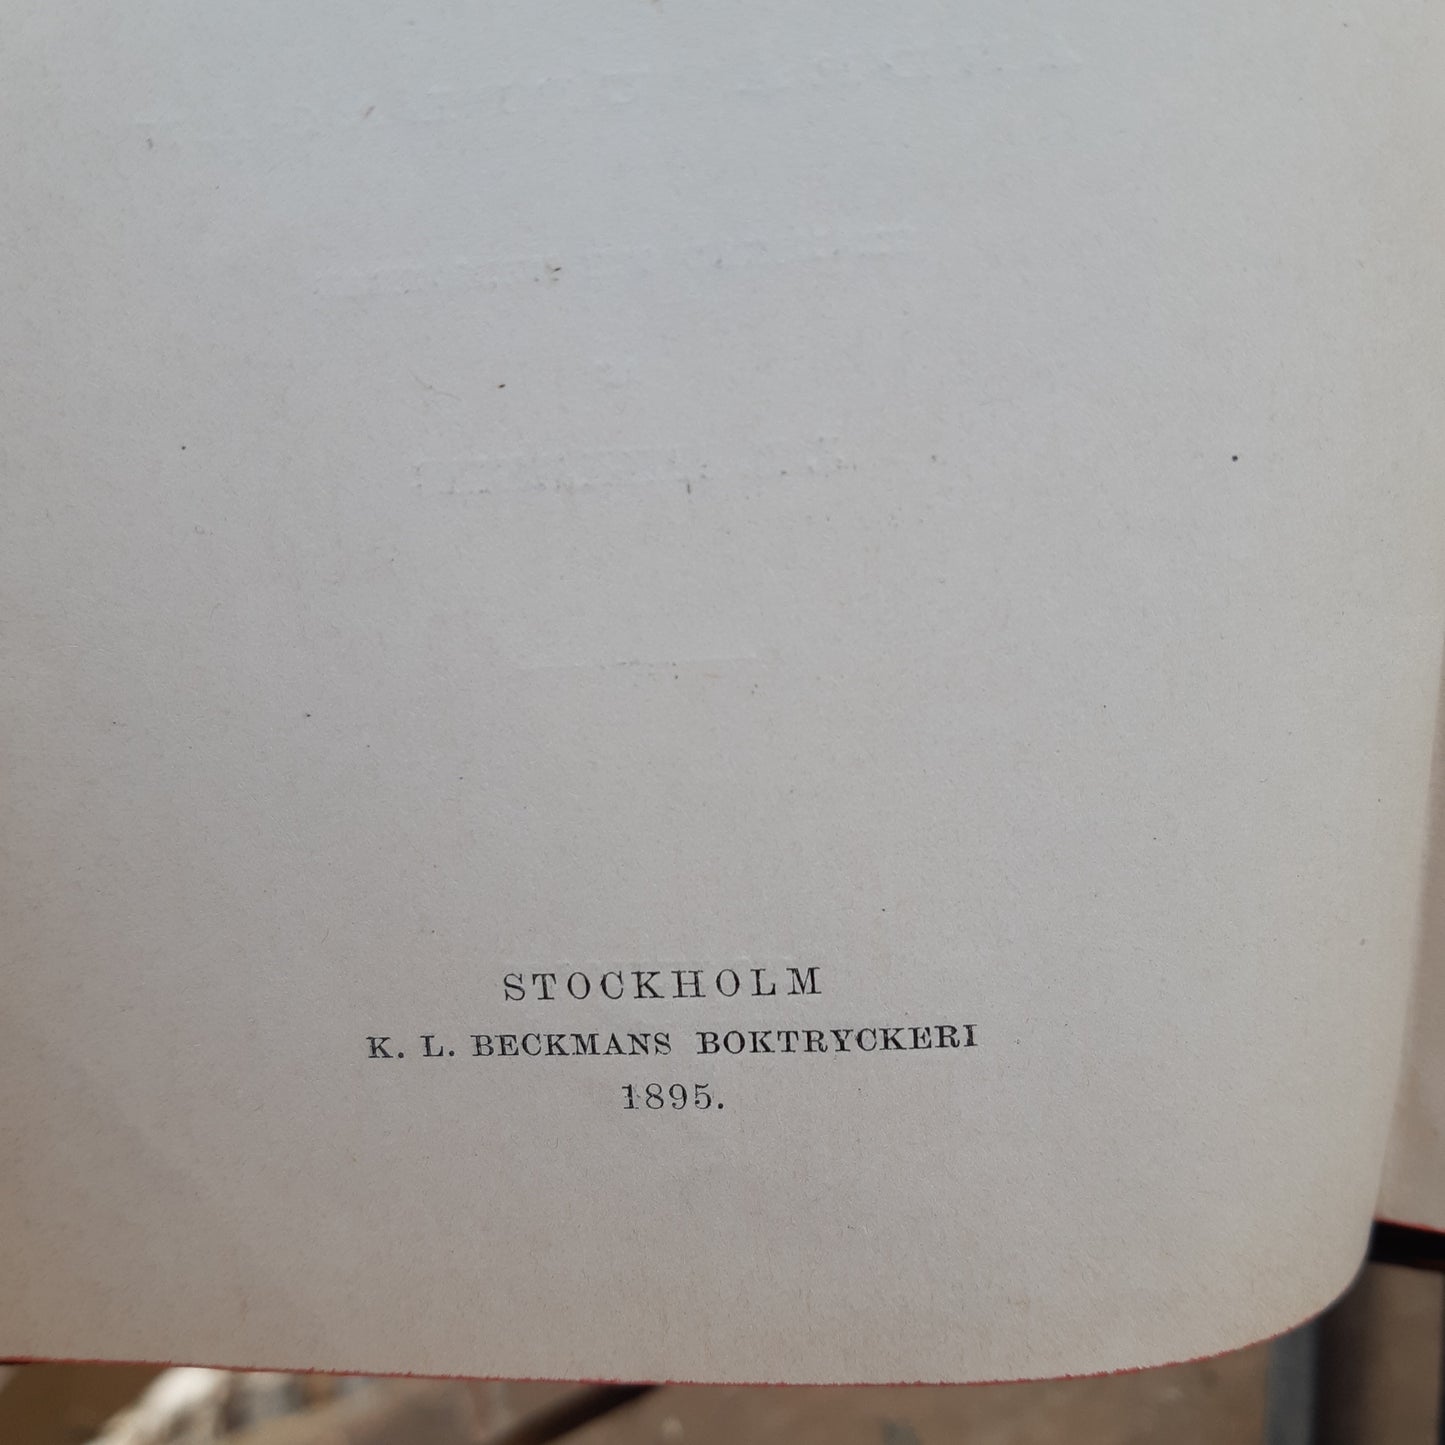 STOCKHOLM
K. L. BECKMANS BOKTRYCKERI
1895.